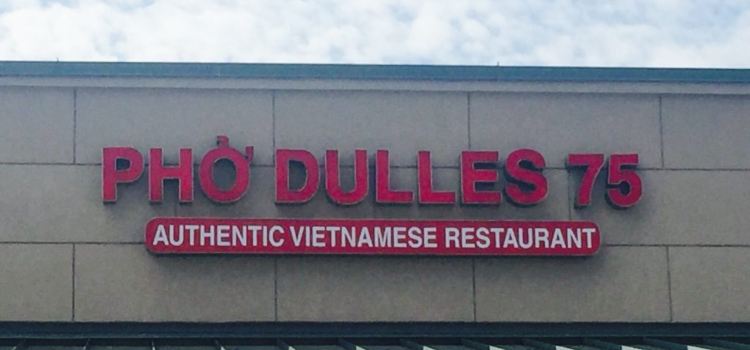 PHỞ DULLES 75
AUTHENTIC VIETNAMESE RESTAURANT